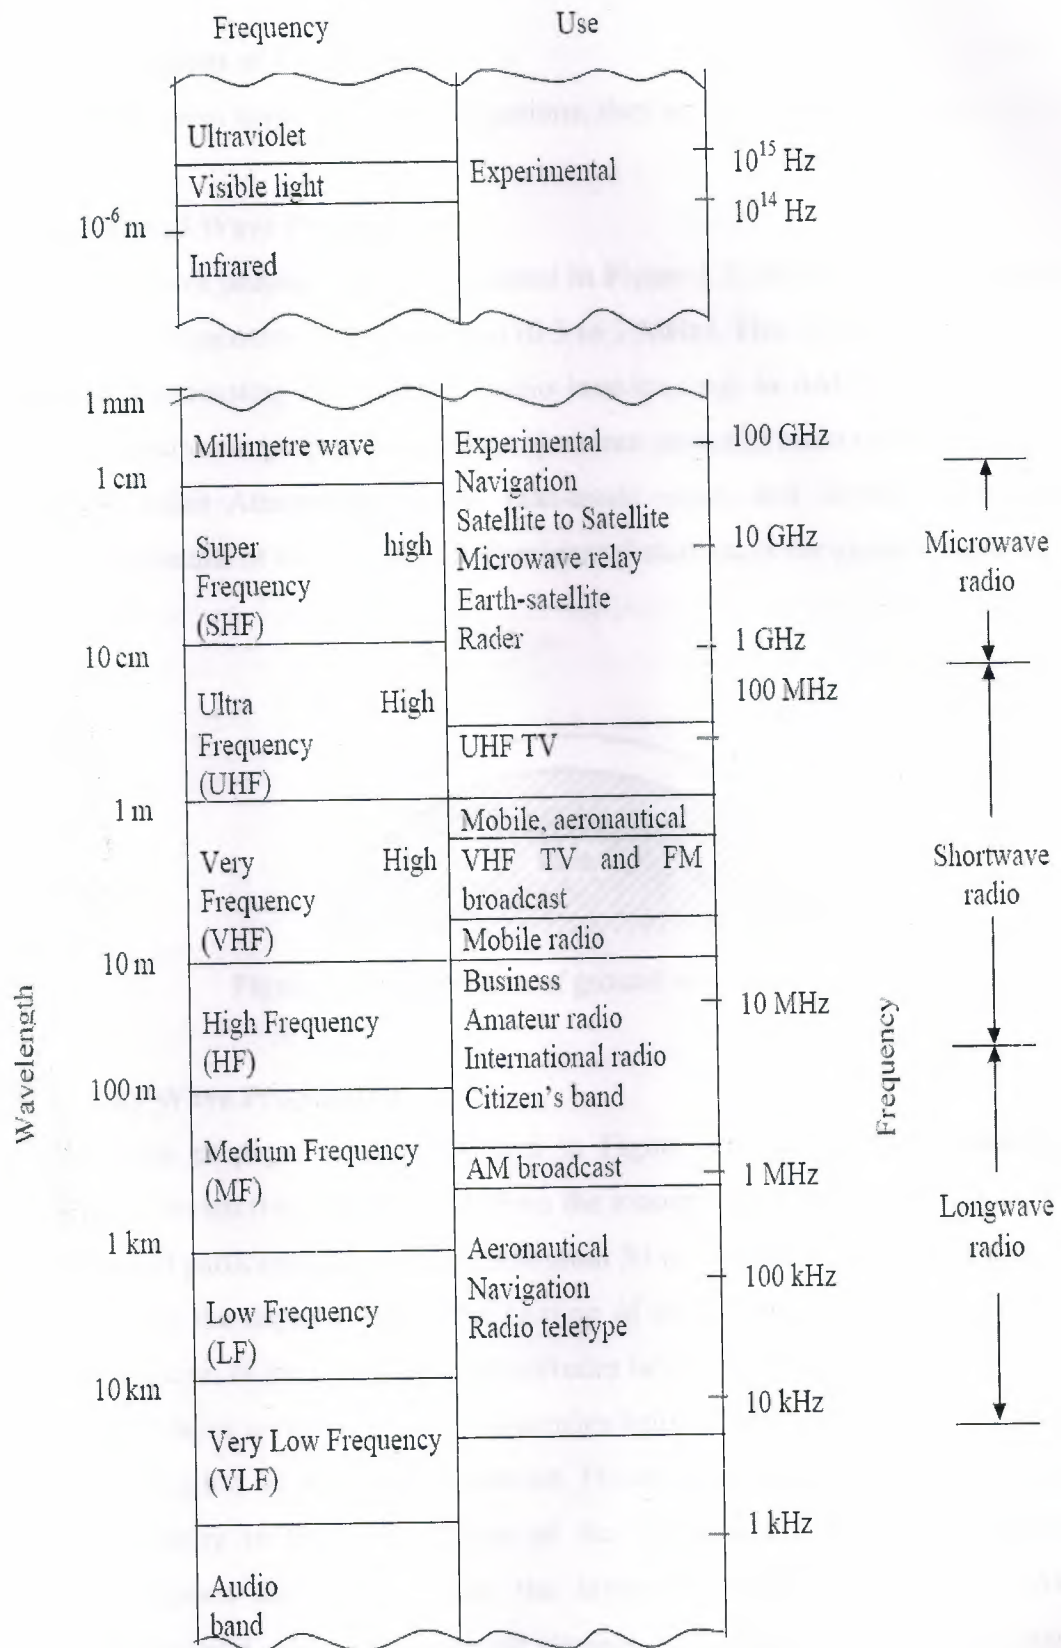 Frequency Use
Ultraviolet
Visible light
Infrared
Experimental
10^15 Hz
10^14 Hz
10^-6 m
1 mm
1 cm
10 cm
1 m
10 m
100 m
1 km
10 km
Wavelength
Millimetre wave
Super high
Frequency
(SHF)
Ultra High
Frequency
(UHF)
Very High
Frequency
(VHF)
High Frequency
(HF)
Medium Frequency
(MF)
Low Frequency
(LF)
Very Low Frequency
(VLF)
Audio
band
Experimental
Navigation
Satellite to Satellite
Microwave relay
Earth-satellite
Rader
UHF TV
Mobile, aeronautical
VHF TV and FM
broadcast
Mobile radio
Business
Amateur radio
International radio
Citizen's band
AM broadcast
Aeronautical
Navigation
Radio teletype
100 GHz
10 GHz
1 GHz
100 MHz
10 MHz
1 MHz
100 kHz
10 kHz
1 kHz
Frequency
Microwave
radio
Shortwave
radio
Longwave
radio